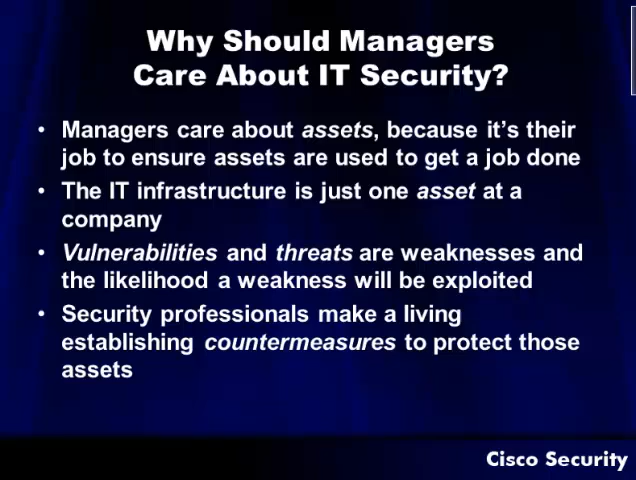 Why Should Managers
Care About IT Security?
• Managers care about assets, because it's their
job to ensure assets are used to get a job done
• The IT infrastructure is just one asset at a
company
• Vulnerabilities and threats are weaknesses and
the likelihood a weakness will be exploited
• Security professionals make a living
establishing countermeasures to protect those
assets
Cisco Security